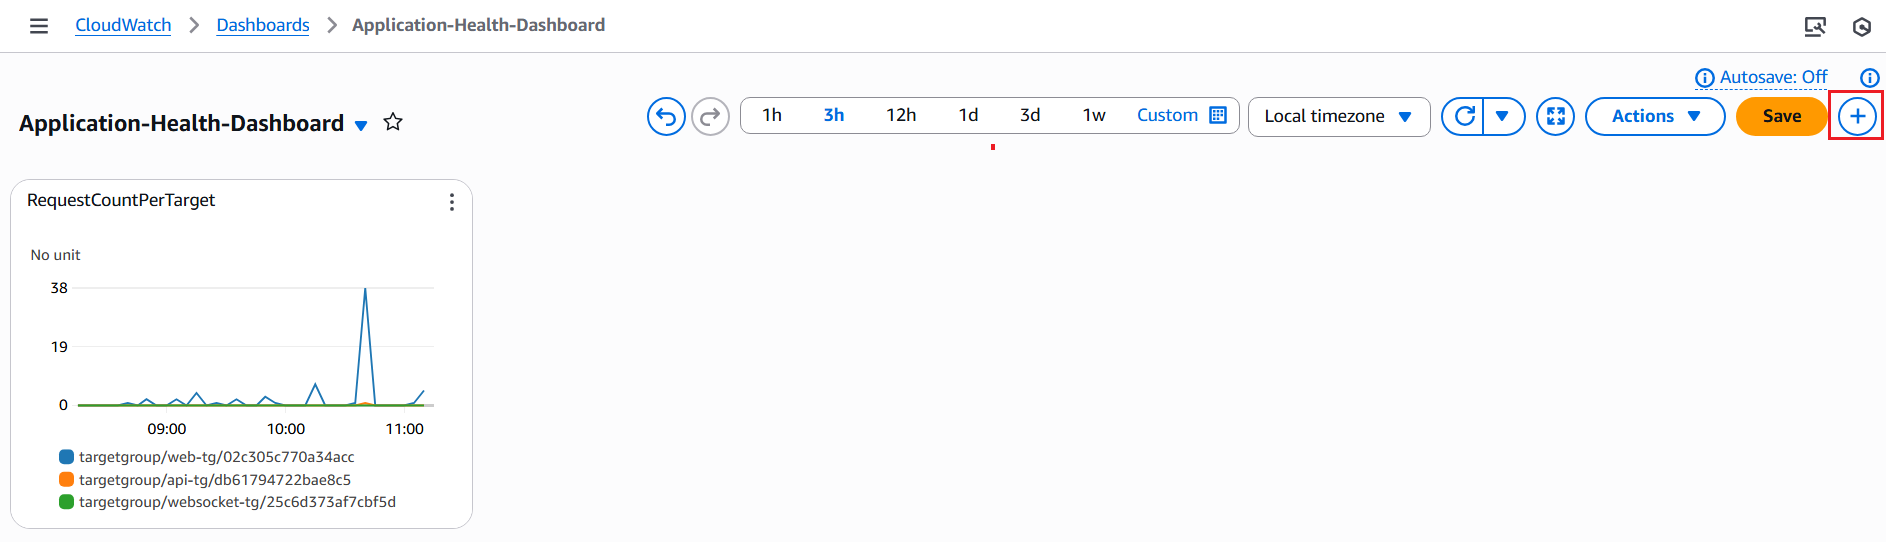 CloudWatch > Dashboards > Application-Health-Dashboard
Autosave: Off
Application-Health-Dashboard
1h 3h 12h 1d 3d 1w Custom Local timezone Actions Save
RequestCountPerTarget
No unit
38
19
0
09:00 10:00 11:00
targetgroup/web-tg/02c305c770a34acc
targetgroup/api-tg/db61794722bae8c5
targetgroup/websocket-tg/25c6d373af7cbf5d